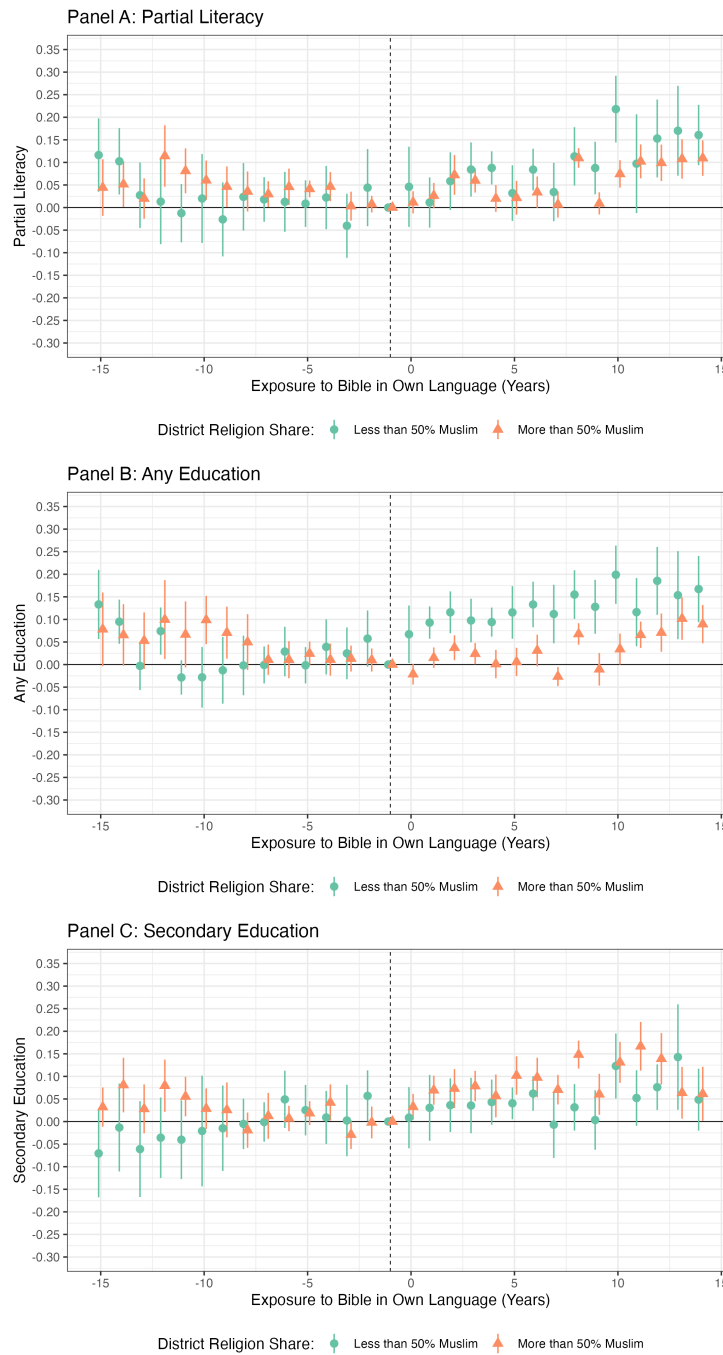 Panel A: Partial Literacy
0.35
0.30
0.25
0.20
0.15
0.10
0.05
0.00
-0.05
-0.10
-0.15
-0.20
-0.25
-0.30
Partial Literacy
-15 -10 -5 0 5 10 15
Exposure to Bible in Own Language (Years)
District Religion Share: Less than 50% Muslim More than 50% Muslim
Panel B: Any Education
0.35
0.30
0.25
0.20
0.15
0.10
0.05
0.00
-0.05
-0.10
-0.15
-0.20
-0.25
-0.30
Any Education
-15 -10 -5 0 5 10 15
Exposure to Bible in Own Language (Years)
District Religion Share: Less than 50% Muslim More than 50% Muslim
Panel C: Secondary Education
0.35
0.30
0.25
0.20
0.15
0.10
0.05
0.00
-0.05
-0.10
-0.15
-0.20
-0.25
-0.30
Secondary Education
-15 -10 -5 0 5 10 15
Exposure to Bible in Own Language (Years)
District Religion Share: Less than 50% Muslim More than 50% Muslim